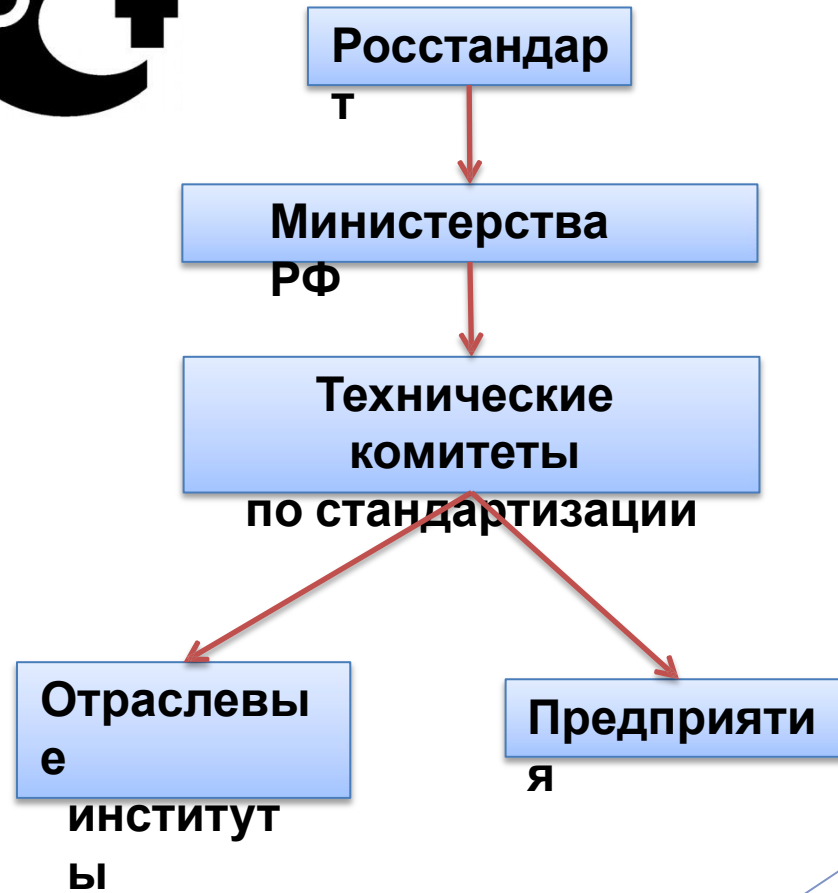 Росстандар
т
Министерства
РФ
Технические
комитеты
по стандартизации
Отраслевы
е
институт
ы
Предприяти
я